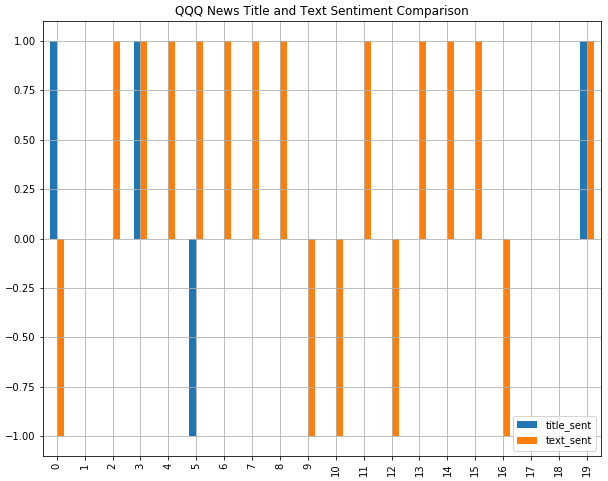 QQQ News Title and Text Sentiment Comparison
1.00
0.75
0.50
0.25
0.00
−0.25
−0.50
−0.75
−1.00
0 1 2 3 4 5 6 7 8 9 10 11 12 13 14 15 16 17 18 19
title_sent
text_sent